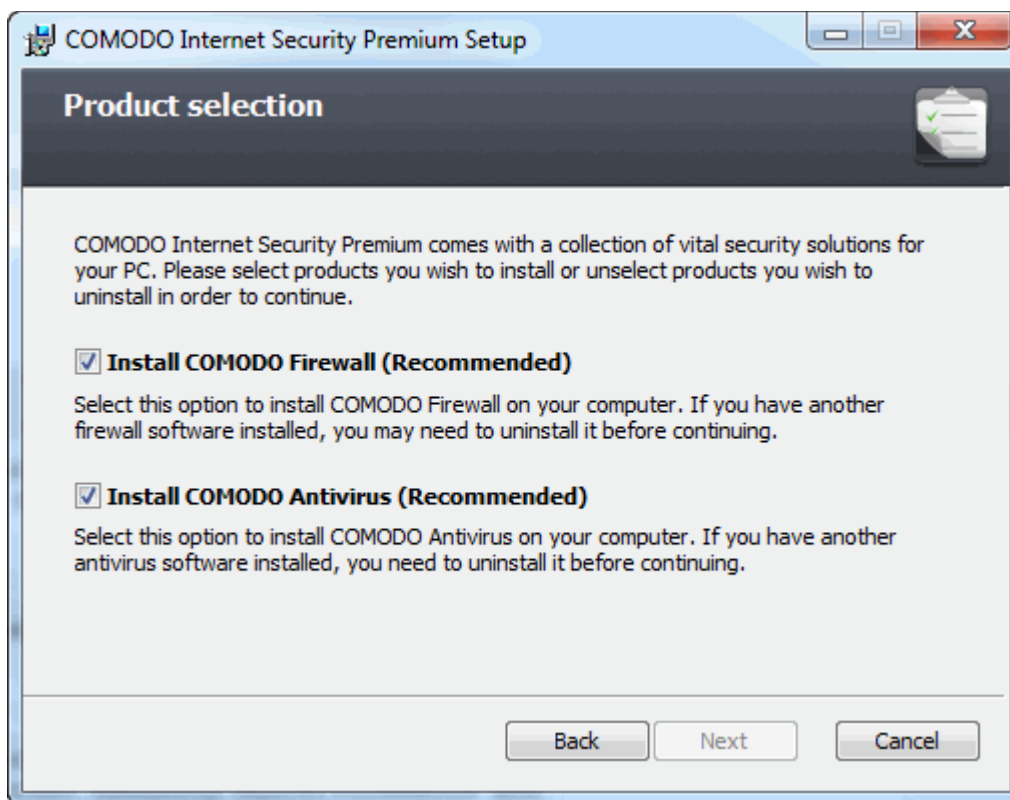 COMODO Internet Security Premium Setup
Product selection
COMODO Internet Security Premium comes with a collection of vital security solutions for
your PC. Please select products you wish to install or unselect products you wish to
uninstall in order to continue.
Install COMODO Firewall (Recommended)
Select this option to install COMODO Firewall on your computer. If you have another
firewall software installed, you may need to uninstall it before continuing.
Install COMODO Antivirus (Recommended)
Select this option to install COMODO Antivirus on your computer. If you have another
antivirus software installed, you need to uninstall it before continuing.
Back Next Cancel